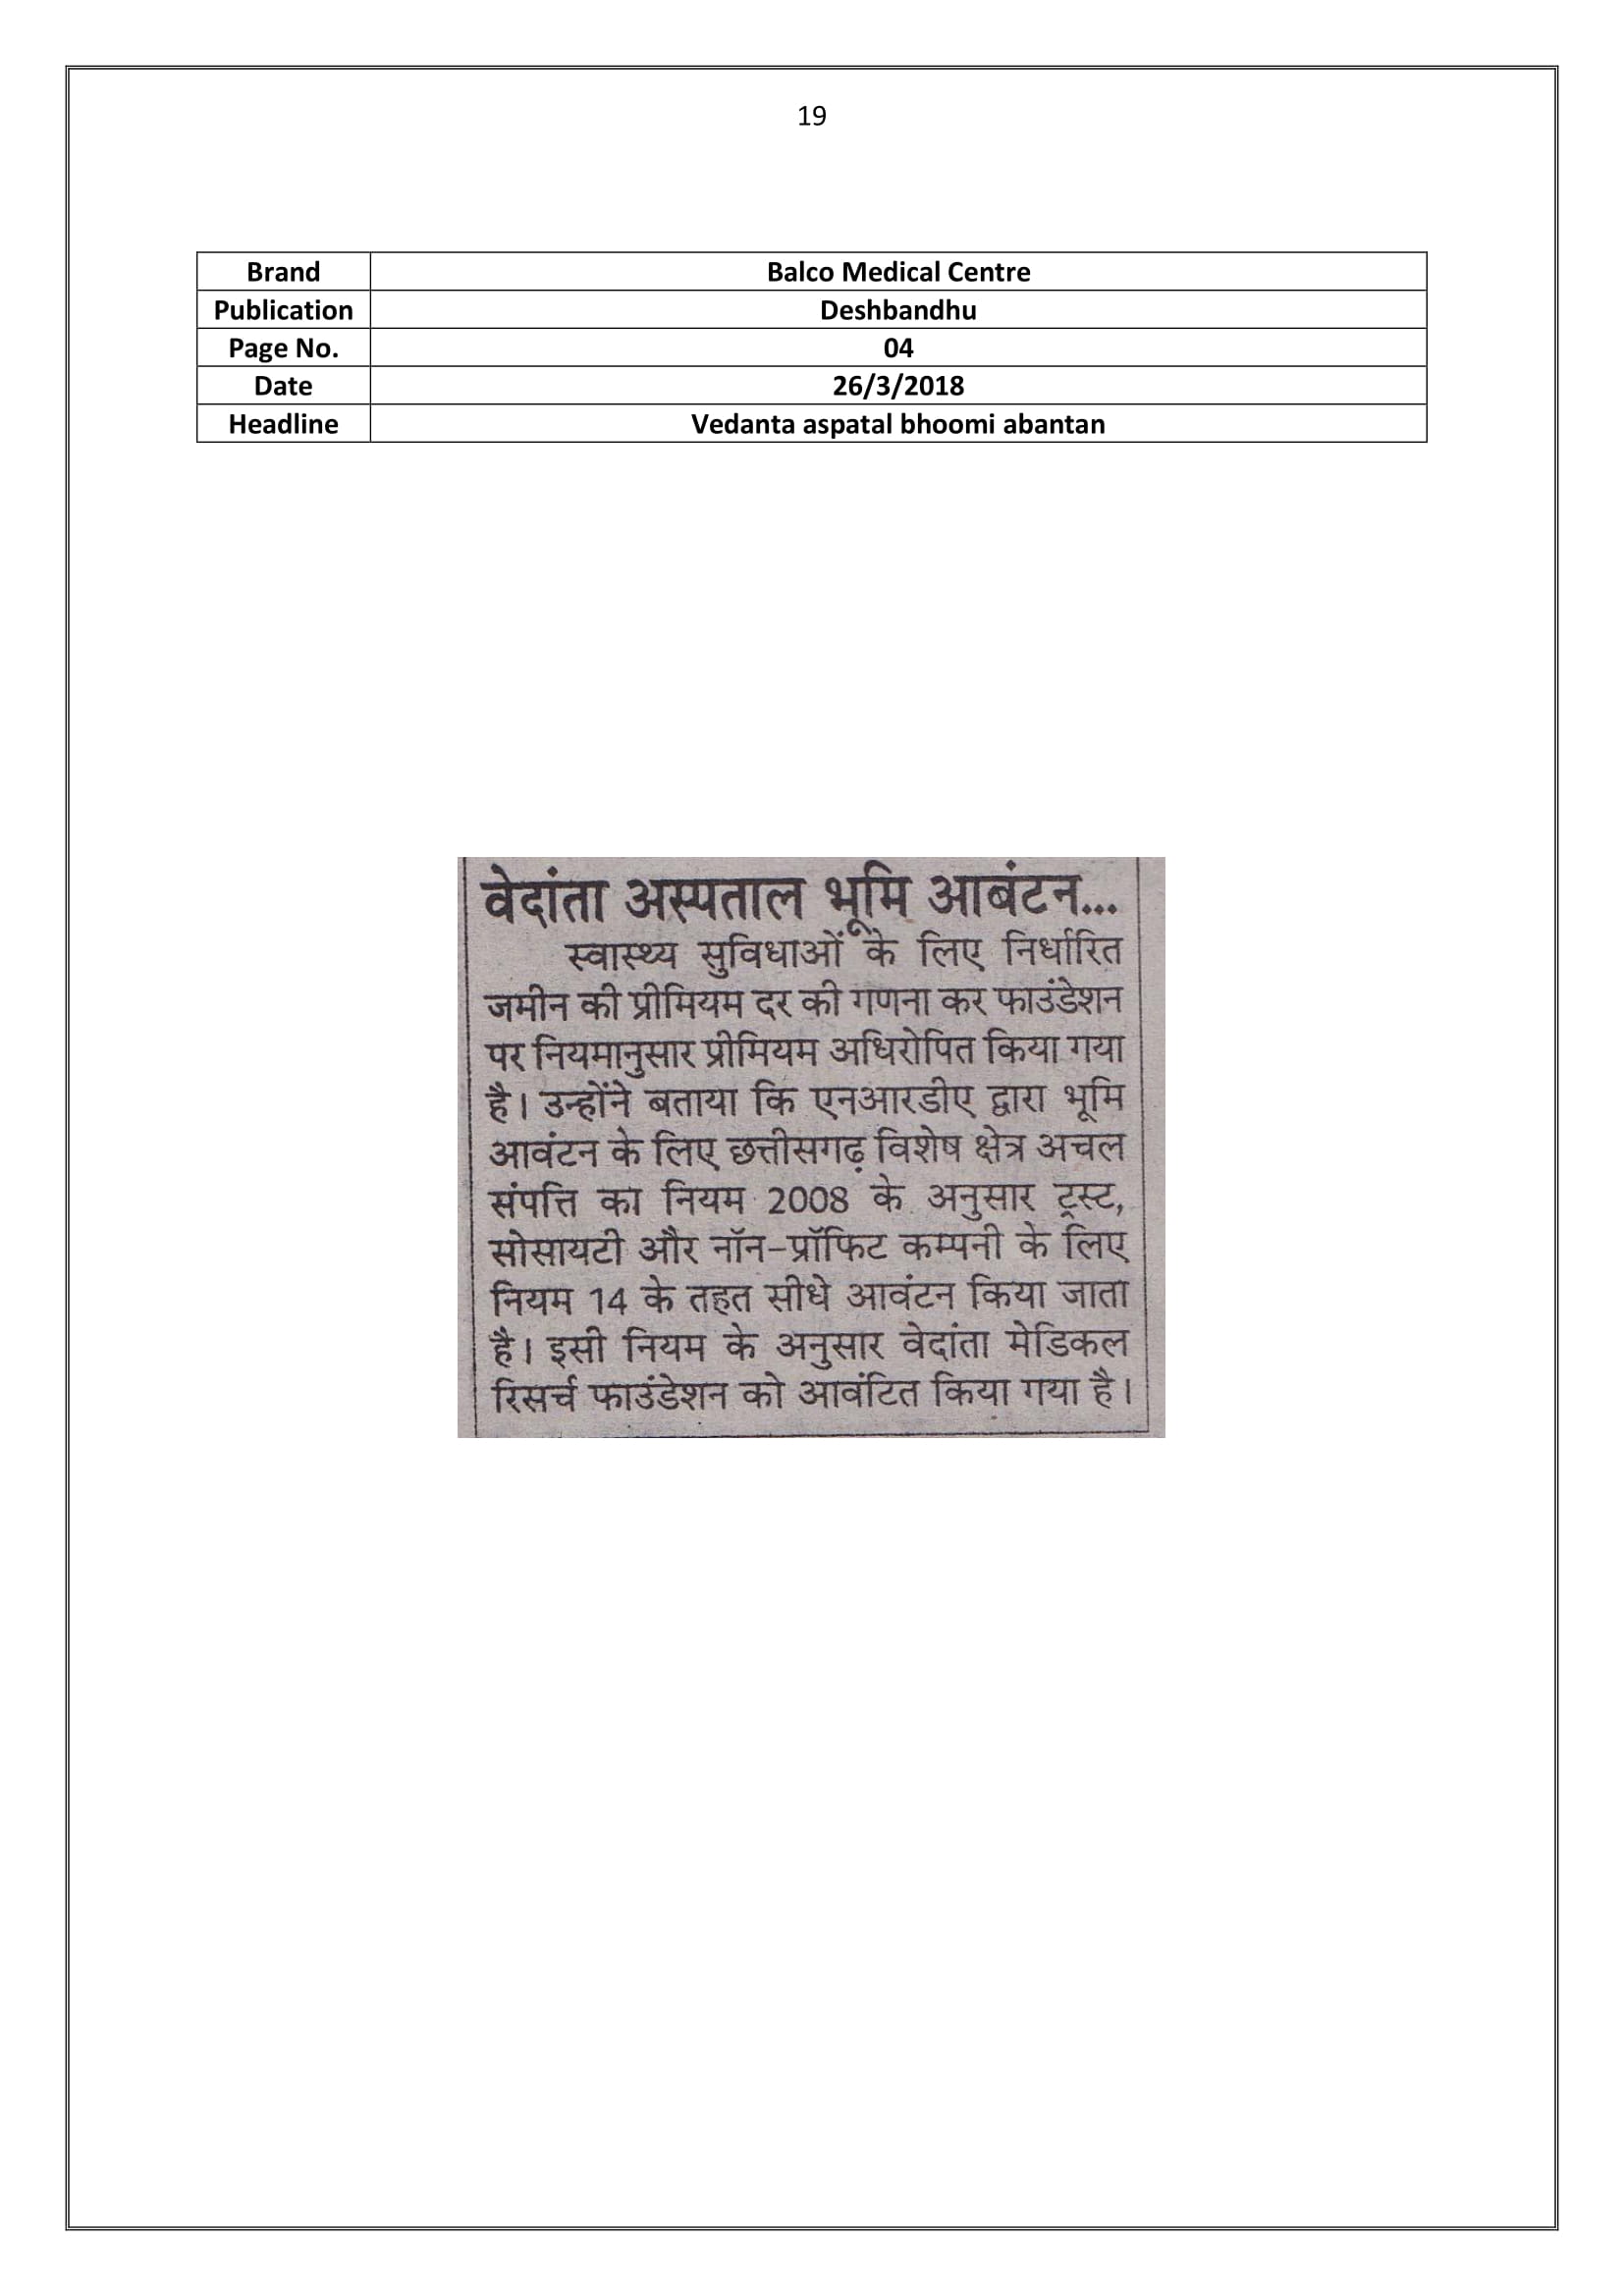 19
Brand Balco Medical Centre
Publication Deshbandhu
Page No. 04
Date 26/3/2018
Headline Vedanta aspatal bhoomi abantan
वेदांता अस्पताल भूमि आबंटन...
स्वास्थ्य सुविधाओं के लिए निर्धारित
जमीन की प्रीमियम दर की गणना कर फाउंडेशन
पर नियमानुसार प्रीमियम अधिरोपित किया गया
है। उन्होंने बताया कि एनआरडीए द्वारा भूमि
आवंटन के लिए छत्तीसगढ़ विशेष क्षेत्र अचल
संपत्ति का नियम 2008 के अनुसार ट्रस्ट,
सोसायटी और नॉन-प्रॉफिट कम्पनी के लिए
नियम 14 के तहत सीधे आवंटन किया जाता
है। इसी नियम के अनुसार वेदांता मेडिकल
रिसर्च फाउंडेशन को आवंटित किया गया है।